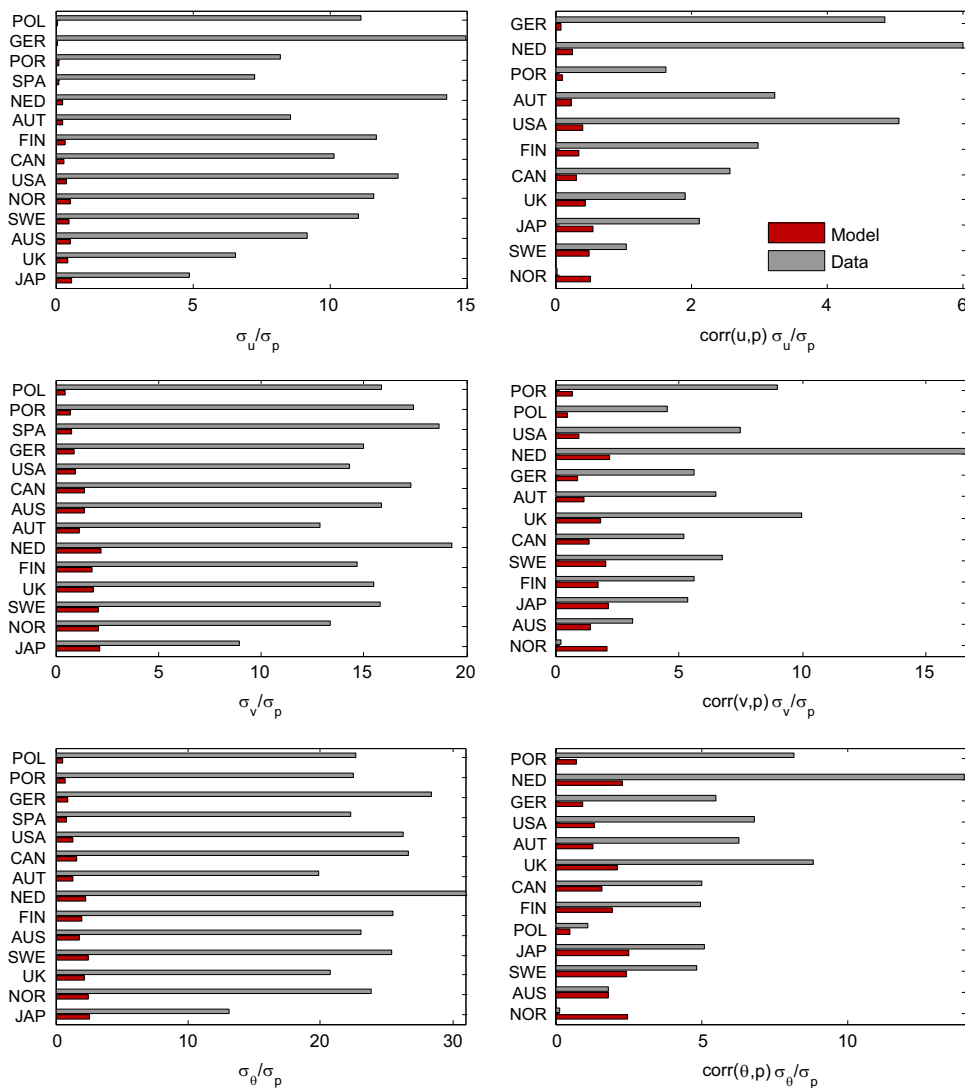 POL
GER
POR
SPA
NED
AUT
FIN
CAN
USA
NOR
SWE
AUS
UK
JAP
0 5 10 15
σu/σp
GER
NED
POR
AUT
USA
FIN
CAN
UK
JAP
SWE
NOR
Model
Data
0 2 4 6
corr(u,p) σu/σp
POL
POR
SPA
GER
USA
CAN
AUS
AUT
NED
FIN
UK
SWE
NOR
JAP
0 5 10 15 20
σv/σp
POR
POL
USA
NED
GER
AUT
UK
CAN
SWE
FIN
JAP
AUS
NOR
0 5 10 15
corr(v,p) σv/σp
POL
POR
GER
SPA
USA
CAN
AUT
NED
FIN
AUS
SWE
UK
NOR
JAP
0 10 20 30
σθ/σp
POR
NED
GER
USA
AUT
UK
CAN
FIN
POL
JAP
SWE
AUS
NOR
0 5 10
corr(θ,p) σθ/σp